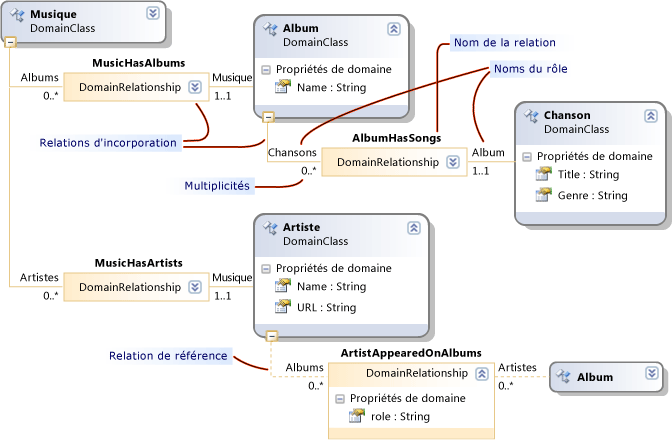 Musique
DomainClass
Album
DomainClass
Propriétés de domaine
Name : String
MusicHasAlbums
Albums
0..*
DomainRelationship
Musique
1..1
Nom de la relation
Noms du rôle
Relations d'incorporation
AlbumHasSongs
Chansons
0..*
DomainRelationship
Album
1..1
Multiplicités
Chanson
DomainClass
Propriétés de domaine
Title : String
Genre : String
Artiste
DomainClass
Propriétés de domaine
Name : String
URL : String
MusicHasArtists
Artistes
0..*
DomainRelationship
Musique
1..1
Relation de référence
ArtistAppearedOnAlbums
Albums
0..*
DomainRelationship
Propriétés de domaine
role : String
Artistes
0..*
Album